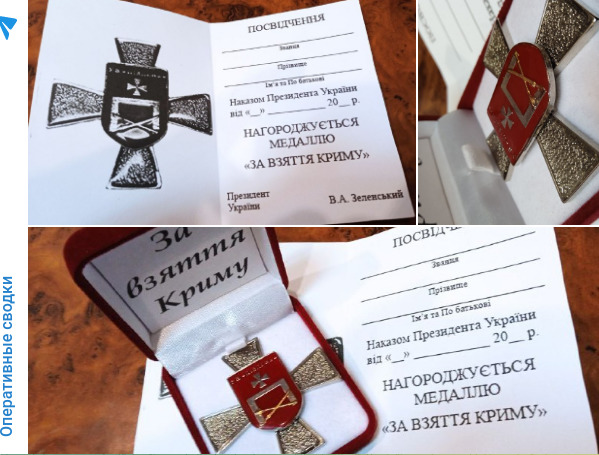 Оперативные сводки
ПОСВІДЧЕННЯ
Звання
Прізвище
Ім'я та По батькові
Наказом Президента України
від «__» __________ 20__ р.
НАГОРОДЖУЄТЬСЯ
МЕДАЛЛЮ
«ЗА ВЗЯТТЯ КРИМУ»
Президент
України
В.А. Зеленський
За
взяття
Криму
Звання
Прізвище
Ім'я та По батькові
Наказом Президента України
від «__» __________ 20__ р.
НАГОРОДЖУЄТЬСЯ
МЕДАЛЛЮ
«ЗА ВЗЯТТЯ КРИМУ»